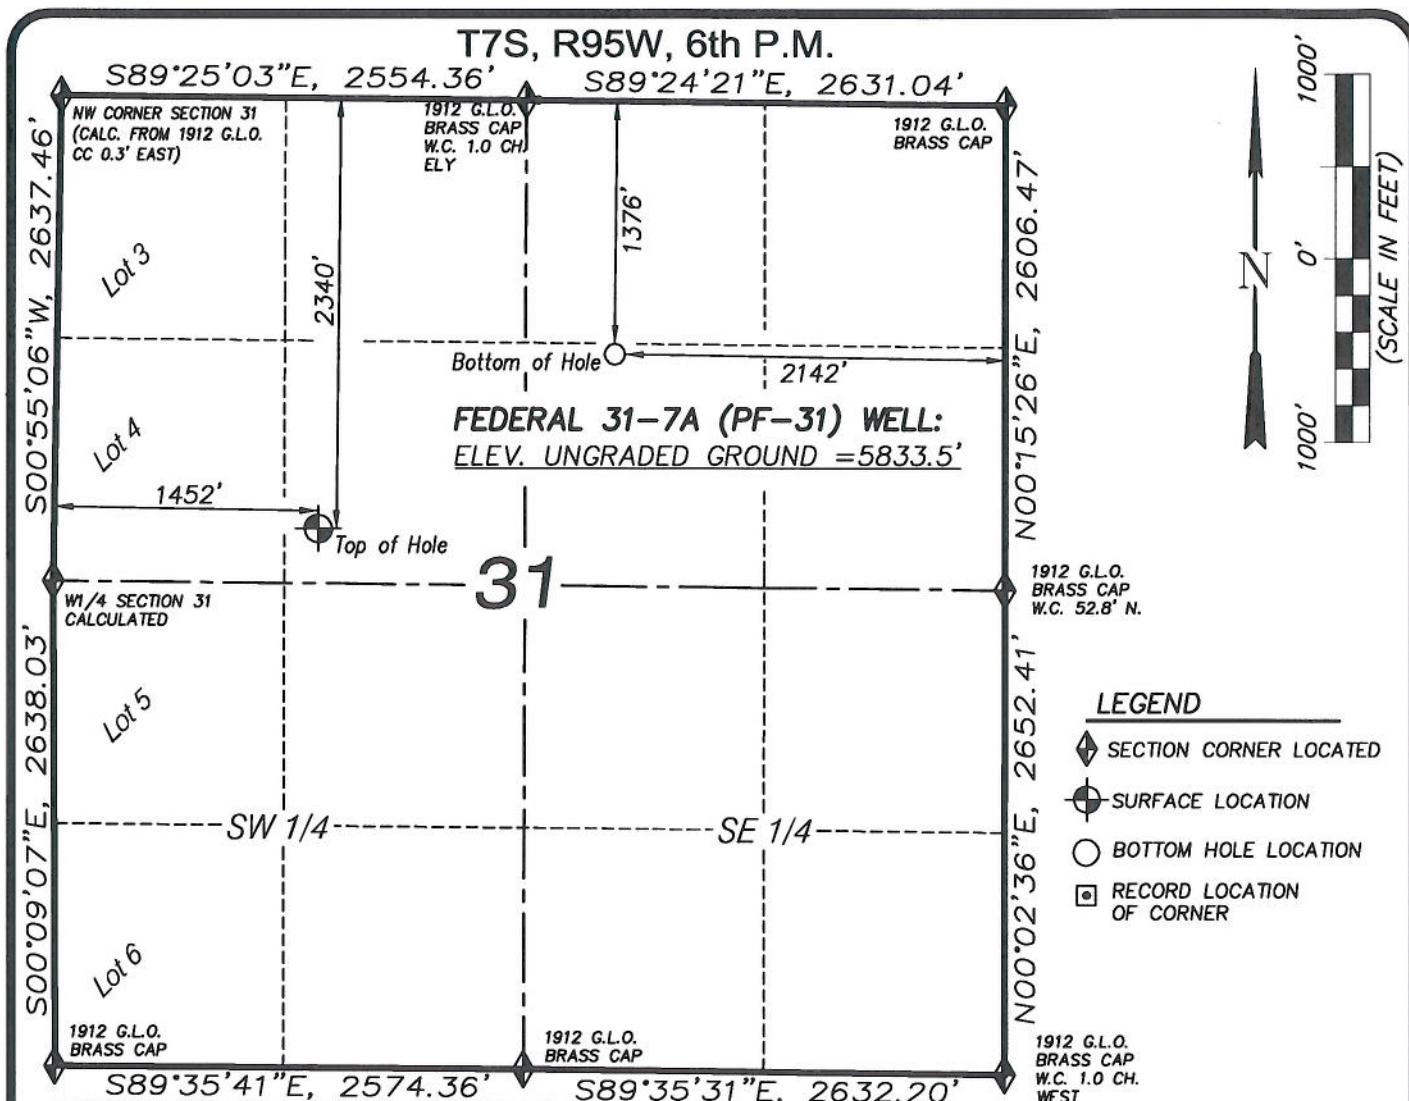 T7S, R95W, 6th P.M.
S89°25'03"E, 2554.36'
S89°24'21"E, 2631.04'
NW CORNER SECTION 31
(CALC. FROM 1912 G.L.O.
CC 0.3' EAST)
1912 G.L.O.
BRASS CAP
W.C. 1.0 CH
ELY
1912 G.L.O.
BRASS CAP
S00°55'06"W, 2637.46'
N00°15'26"E, 2606.47'
1000'
0'
1000'
(SCALE IN FEET)
N
Lot 3
2340'
1376'
Bottom of Hole
2142'
Lot 4
FEDERAL 31-7A (PF-31) WELL:
ELEV. UNGRADED GROUND =5833.5'
1452'
Top of Hole
31
W1/4 SECTION 31
CALCULATED
1912 G.L.O.
BRASS CAP
W.C. 52.8' N.
S00°09'07"E, 2638.03'
N00°02'36"E, 2652.41'
Lot 5
LEGEND
SECTION CORNER LOCATED
SURFACE LOCATION
BOTTOM HOLE LOCATION
RECORD LOCATION
OF CORNER
SW 1/4
SE 1/4
Lot 6
1912 G.L.O.
BRASS CAP
1912 G.L.O.
BRASS CAP
1912 G.L.O.
BRASS CAP
W.C. 1.0 CH.
WEST
S89°35'41"E, 2574.36'
S89°35'31"E, 2632.20'